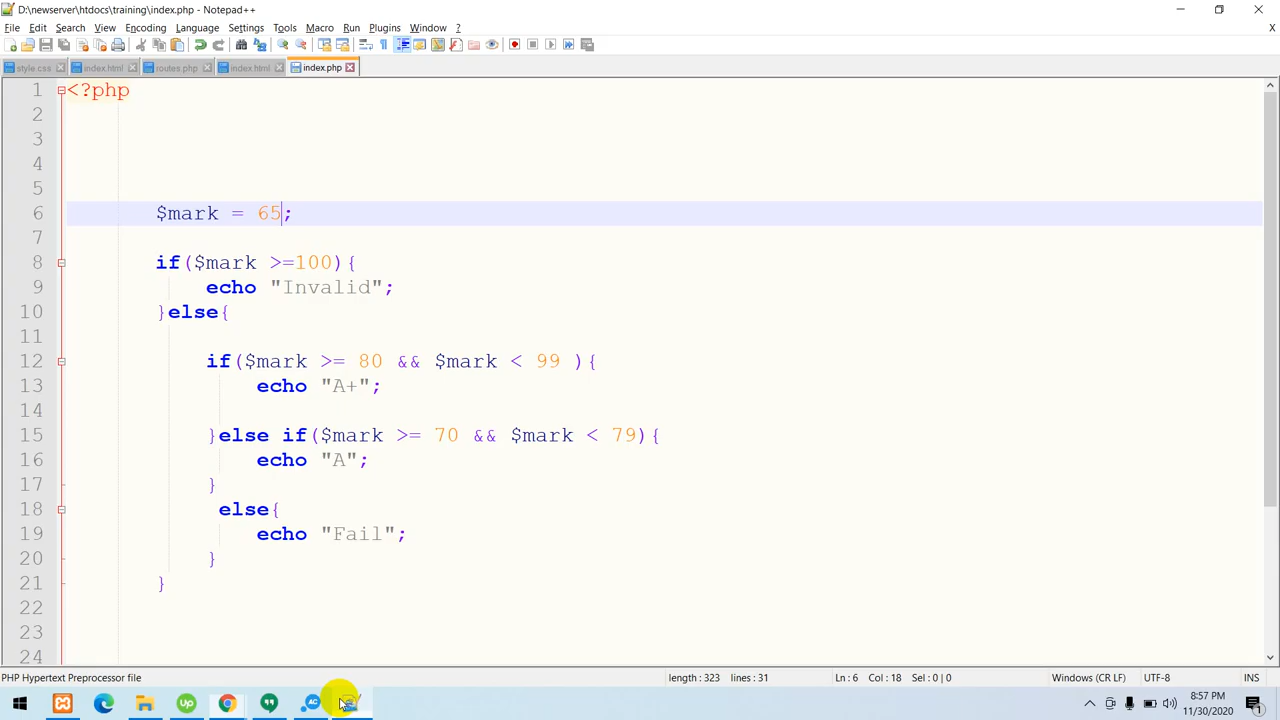 D:\newserver\htdocs\training\index.php - Notepad++
File Edit Search View Encoding Language Settings Tools Macro Run Plugins Window ?
X
style.css index.html routes.php index.html index.php
1 <?php
2
3
4
5
6 $mark = 65;
7
8 if($mark >=100){
9 echo "Invalid";
10 }else{
11
12 if($mark >= 80 && $mark < 99 ){
13 echo "A+";
14
15 }else if($mark >= 70 && $mark < 79){
16 echo "A";
17 }
18 else{
19 echo "Fail";
20 }
21 }
22
23
24
PHP Hypertext Preprocessor file length : 323 lines : 31 Ln : 6 Col : 18 Sel : 0 | 0 Windows (CR LF) UTF-8 INS
Up AC 8:57 PM
11/30/2020 1